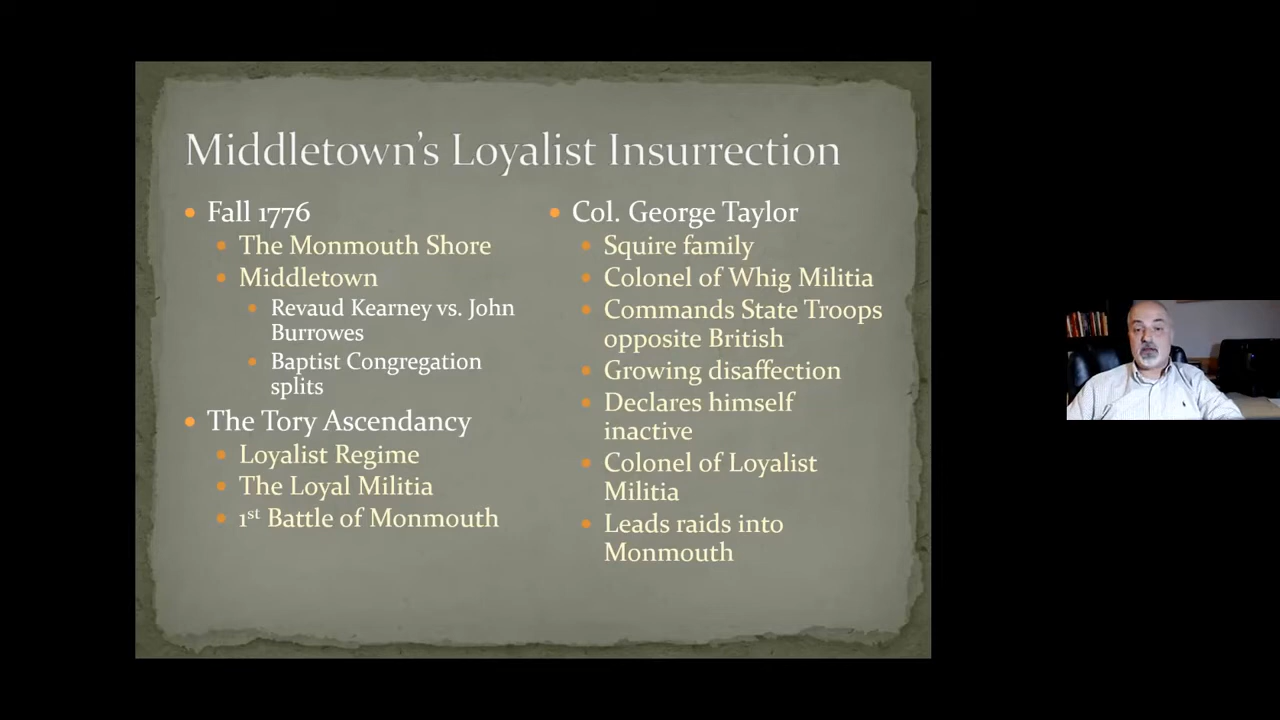 Middletown's Loyalist Insurrection
Fall 1776
The Monmouth Shore
Middletown
Revaud Kearney vs. John
Burrowes
Baptist Congregation
splits
The Tory Ascendancy
Loyalist Regime
The Loyal Militia
1st Battle of Monmouth
Col. George Taylor
Squire family
Colonel of Whig Militia
Commands State Troops
opposite British
Growing disaffection
Declares himself
inactive
Colonel of Loyalist
Militia
Leads raids into
Monmouth